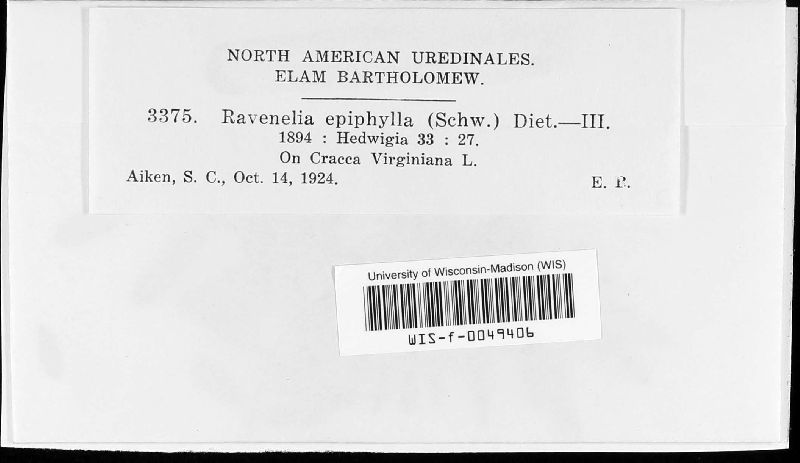 NORTH AMERICAN UREDINALES.
ELAM BARTHOLOMEW.
3375. Ravenelia epiphylla (Schw.) Diet.—III.
1894 : Hedwigia 33 : 27.
On Cracca Virginiana L.
Aiken, S. C., Oct. 14, 1924.
E. B.
University of Wisconsin-Madison (WIS)
WIS-f-0049406